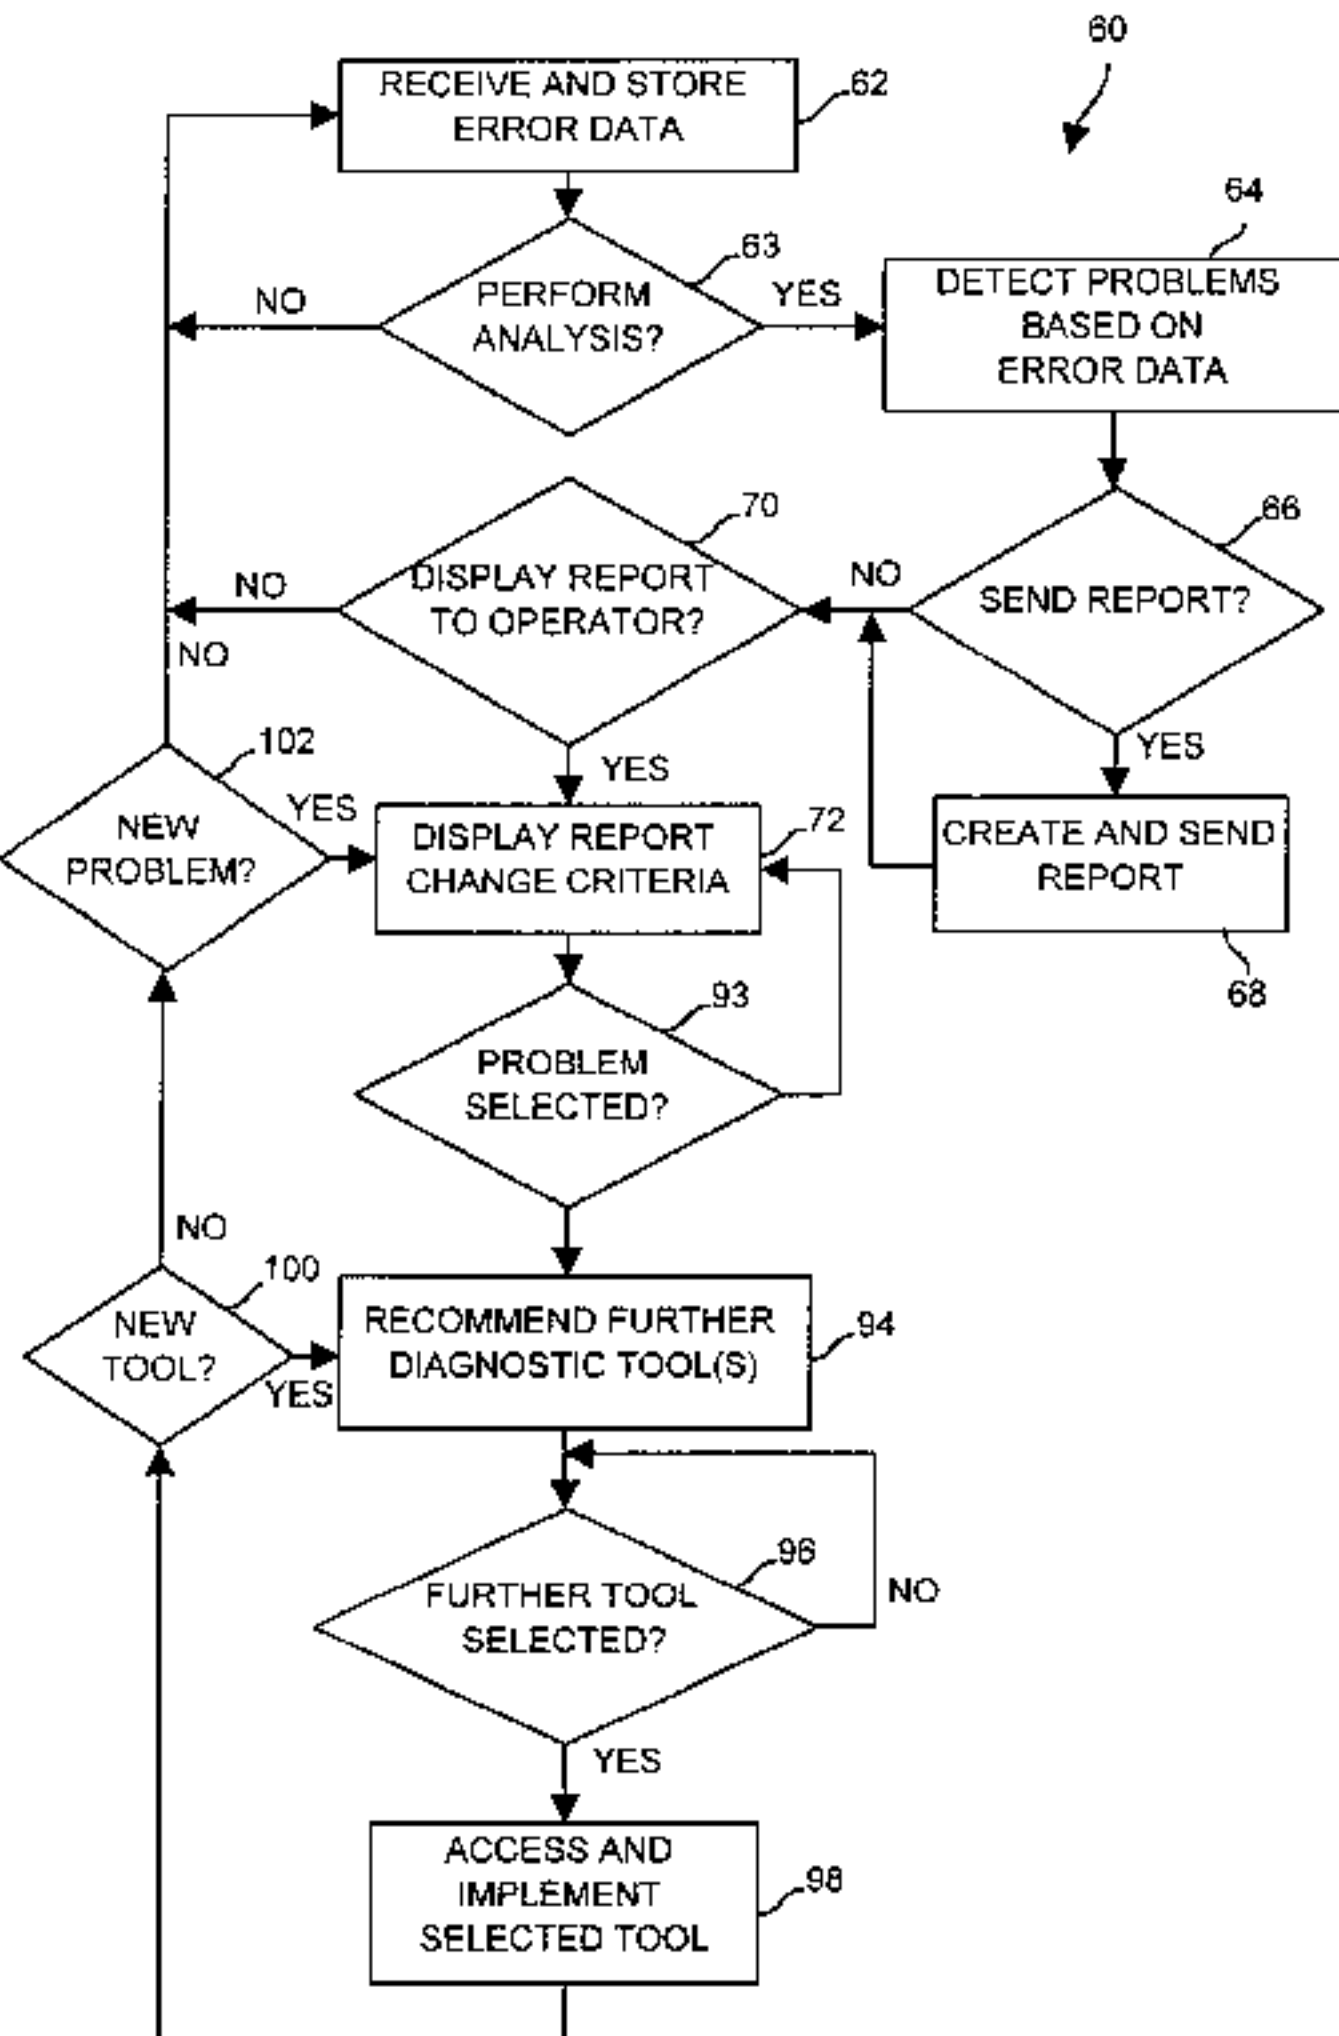 60
RECEIVE AND STORE
ERROR DATA
62
64
63
PERFORM
ANALYSIS?
NO
YES
DETECT PROBLEMS
BASED ON
ERROR DATA
70
66
DISPLAY REPORT
TO OPERATOR?
NO
NO
SEND REPORT?
NO
YES
YES
102
NEW
PROBLEM?
YES
DISPLAY REPORT
CHANGE CRITERIA
72
CREATE AND SEND
REPORT
68
93
PROBLEM
SELECTED?
NO
100
NEW
TOOL?
YES
RECOMMEND FURTHER
DIAGNOSTIC TOOL(S)
94
96
FURTHER TOOL
SELECTED?
NO
YES
ACCESS AND
IMPLEMENT
SELECTED TOOL
98